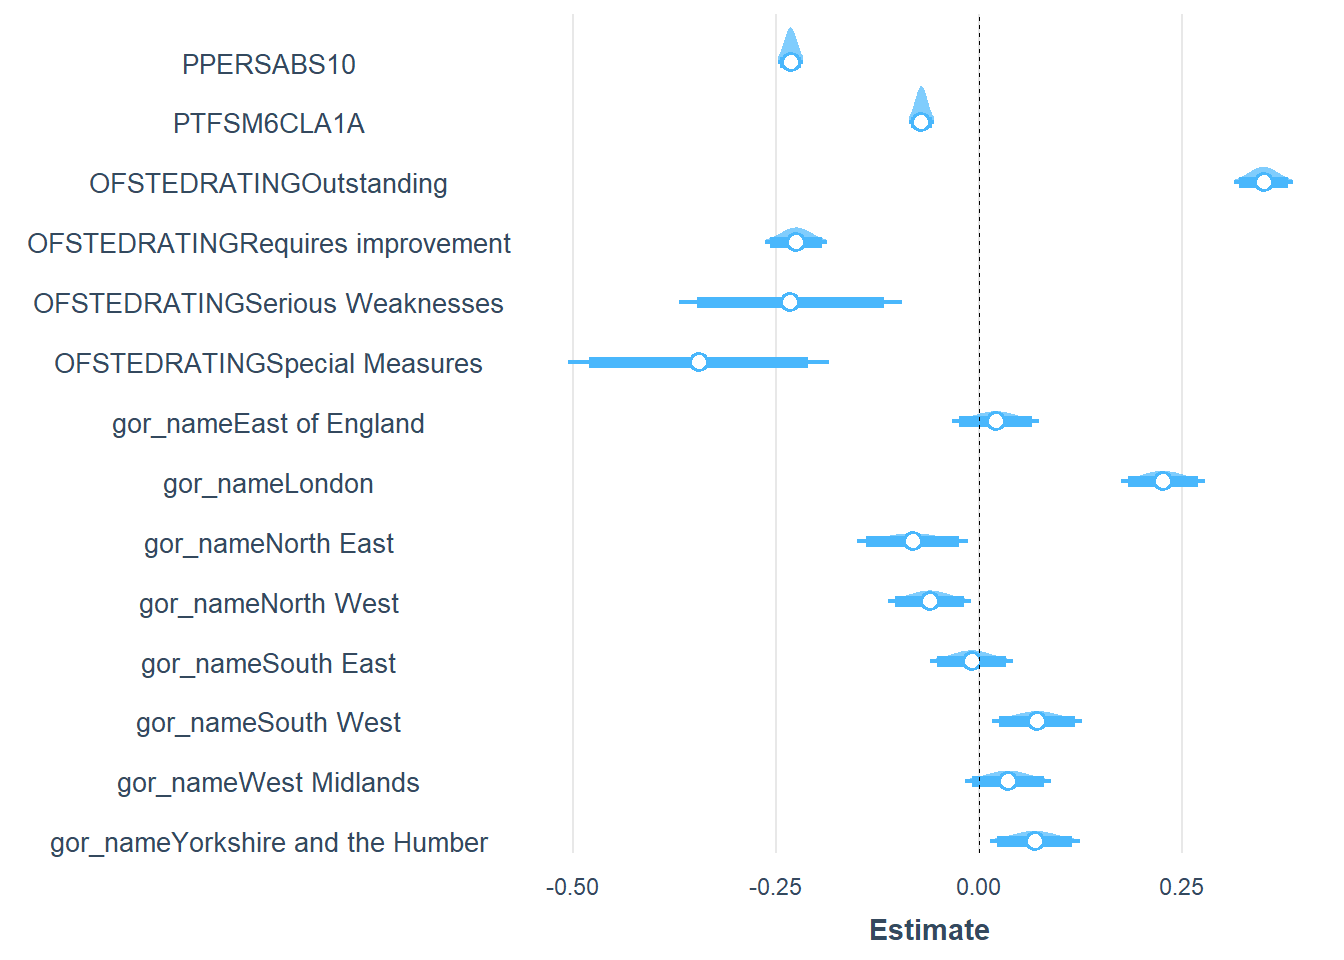 PPERSABS10
PTFSM6CLA1A
OFSTEDRATINGOutstanding
OFSTEDRATINGRequires improvement
OFSTEDRATINGSerious Weaknesses
OFSTEDRATINGSpecial Measures
gor_nameEast of England
gor_nameLondon
gor_nameNorth East
gor_nameNorth West
gor_nameSouth East
gor_nameSouth West
gor_nameWest Midlands
gor_nameYorkshire and the Humber
-0.50 -0.25 0.00 0.25
Estimate